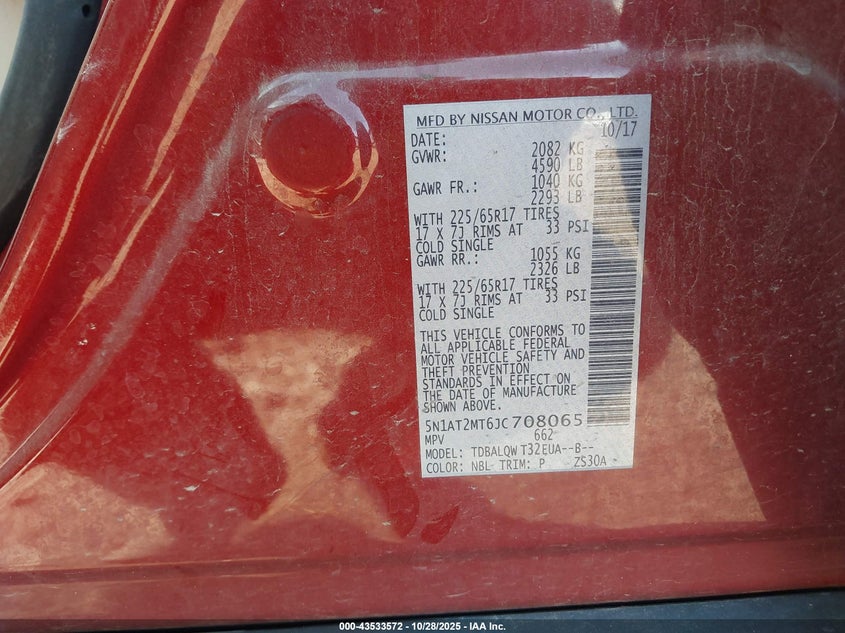 MFD BY NISSAN MOTOR CO., LTD.
DATE: 10/17
GVWR: 2082 KG
4590 LB
GAWR FR.: 1040 KG
2293 LB
WITH 225/65R17 TIRES
17 X 7J RIMS AT 33 PSI
COLD SINGLE
GAWR RR.: 1055 KG
2326 LB
WITH 225/65R17 TIRES
17 X 7J RIMS AT 33 PSI
COLD SINGLE
THIS VEHICLE CONFORMS TO
ALL APPLICABLE FEDERAL
MOTOR VEHICLE SAFETY AND
THEFT PREVENTION
STANDARDS IN EFFECT ON
THE DATE OF MANUFACTURE
SHOWN ABOVE.
5N1AT2MT6JC708065
MPV 662
MODEL: TDBALQW T32EUA--B--
COLOR: NBL TRIM: P ZS30A
000-43533572 • 10/28/2025 • IAA Inc.